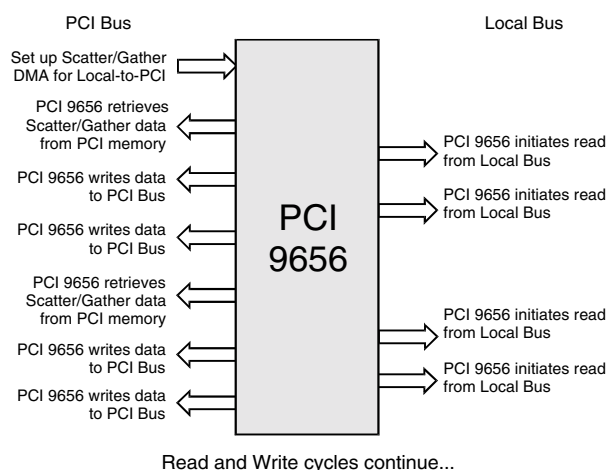 PCI Bus
Local Bus
Set up Scatter/Gather
DMA for Local-to-PCI
PCI 9656 retrieves
Scatter/Gather data
from PCI memory
PCI 9656 writes data
to PCI Bus
PCI 9656 writes data
to PCI Bus
PCI 9656 retrieves
Scatter/Gather data
from PCI memory
PCI 9656 writes data
to PCI Bus
PCI 9656 writes data
to PCI Bus
PCI
9656
PCI 9656 initiates read
from Local Bus
PCI 9656 initiates read
from Local Bus
PCI 9656 initiates read
from Local Bus
PCI 9656 initiates read
from Local Bus
Read and Write cycles continue...